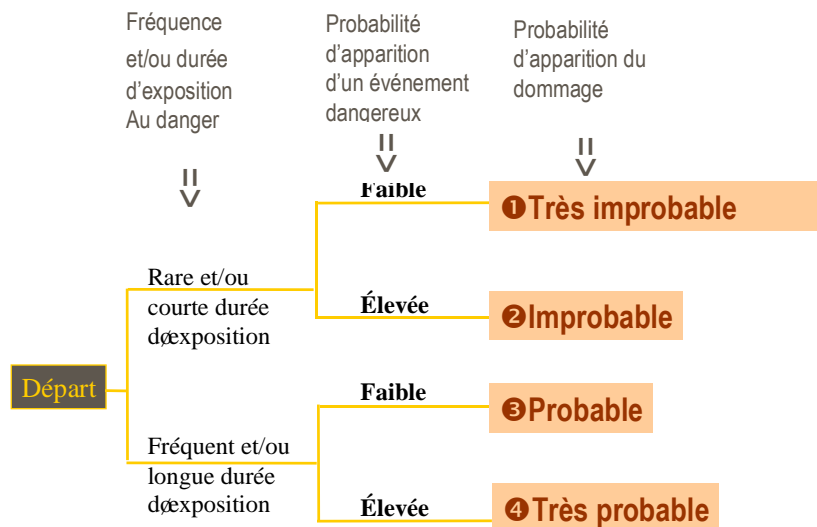 Fréquence
et/ou durée
d'exposition
Au danger
Probabilité
d'apparition
d'un événement
dangereux
Probabilité
d'apparition du
dommage
=>
=>
=>
Faible
❶Très improbable
Rare et/ou
courte durée
døexposition
Élevée
❷Improbable
Départ
Faible
❸Probable
Fréquent et/ou
longue durée
døexposition
Élevée
❹Très probable